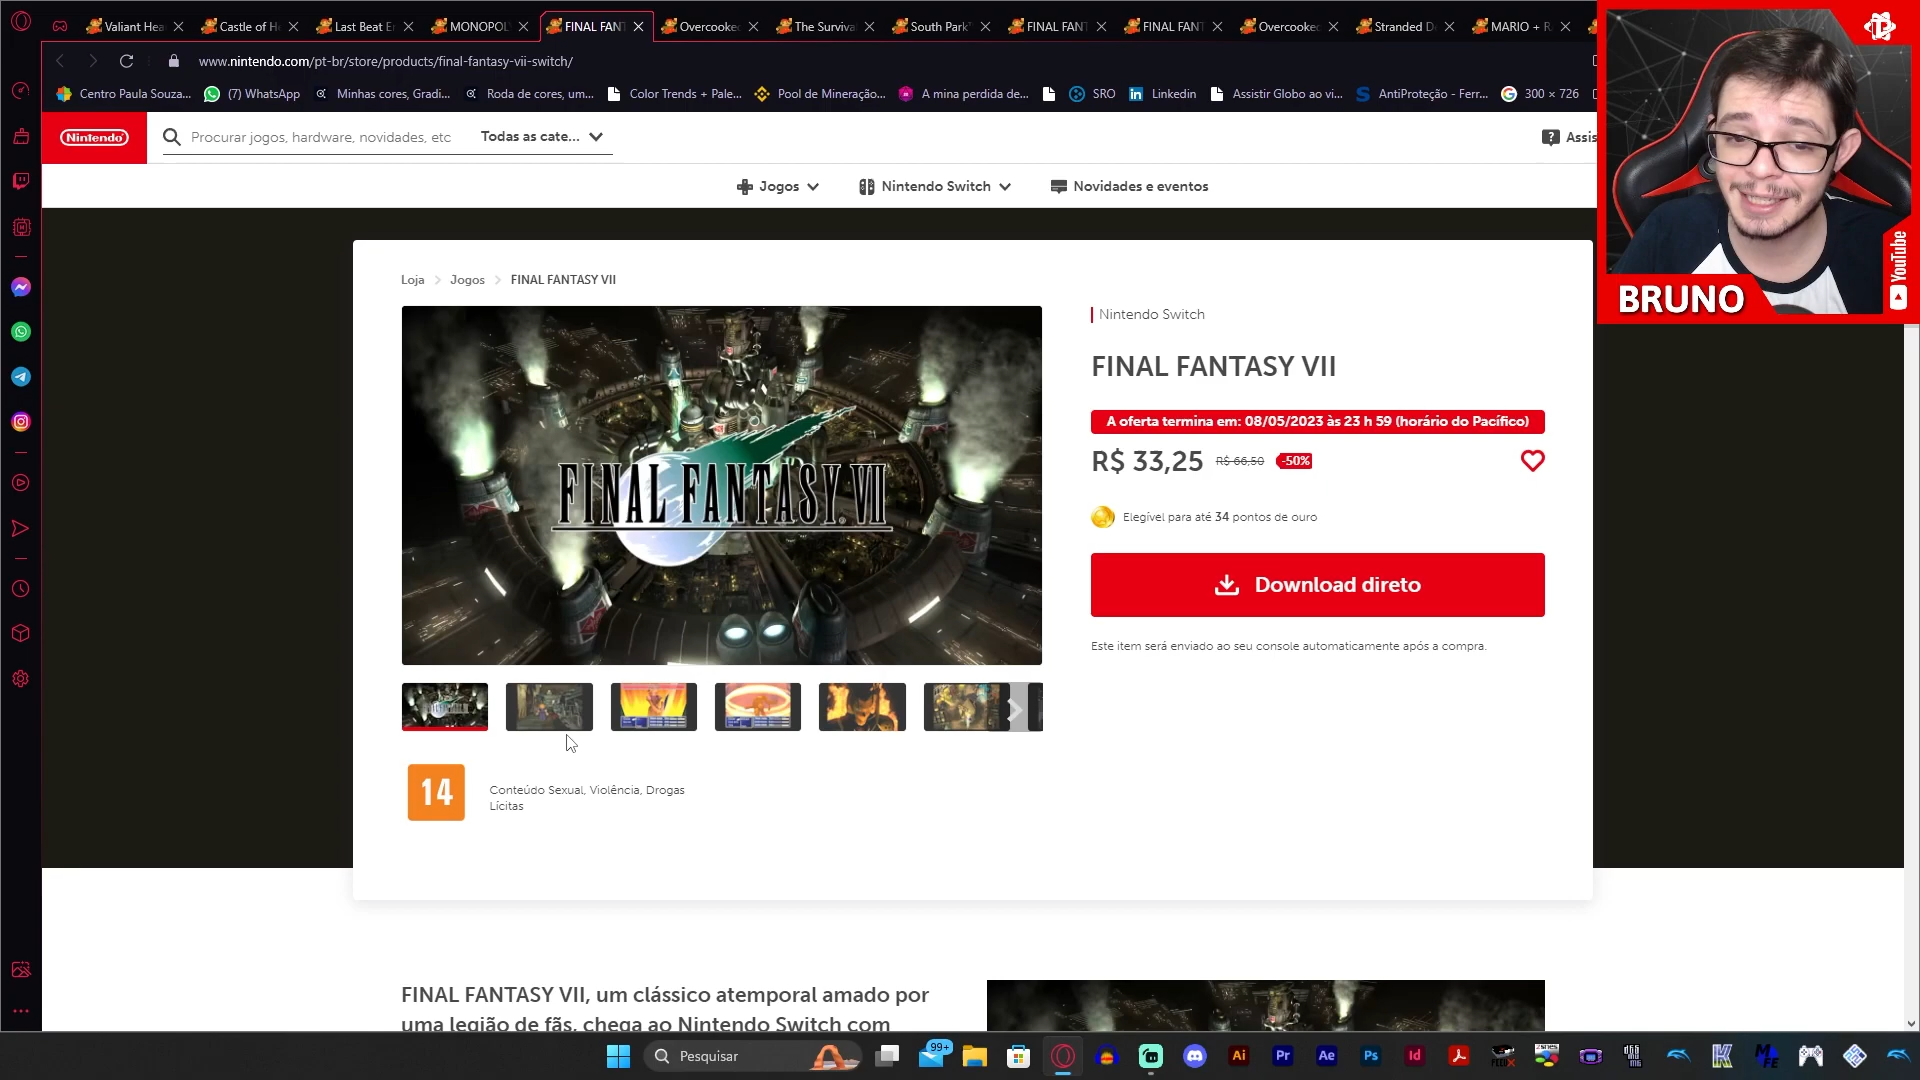 Valiant Hea
Castle of H
Last Beat E
MONOPOL
FINAL FANT
Overcooked
The Surviva
South Park™
FINAL FANT
FINAL FANT
Overcooked
Stranded D
MARIO + R
www.nintendo.com/pt-br/store/products/final-fantasy-vii-switch/
Centro Paula Souza...
(7) WhatsApp
Minhas cores, Gradi...
Roda de cores, um...
Color Trends + Pale...
Pool de Mineração...
A mina perdida de...
SRO
Linkedin
Assistir Globo ao vi...
AntiProteção - Ferr...
300 × 726
Nintendo
Procurar jogos, hardware, novidades, etc
Todas as cate...
Assis
Jogos
Nintendo Switch
Novidades e eventos
YouTube
BRUNO
Loja
Jogos
FINAL FANTASY VII
FINAL FANTASY VII
Nintendo Switch
FINAL FANTASY VII
A oferta termina em: 08/05/2023 às 23 h 59 (horário do Pacífico)
R$ 33,25 R$ 66,50 -50%
Elegível para até 34 pontos de ouro
Download direto
Este item será enviado ao seu console automaticamente após a compra.
14
Conteúdo Sexual, Violência, Drogas
Lícitas
FINAL FANTASY VII, um clássico atemporal amado por
uma legião de fãs, chega ao Nintendo Switch com
Pesquisar
99+
Ai
Pr
Ae
Ps
Id